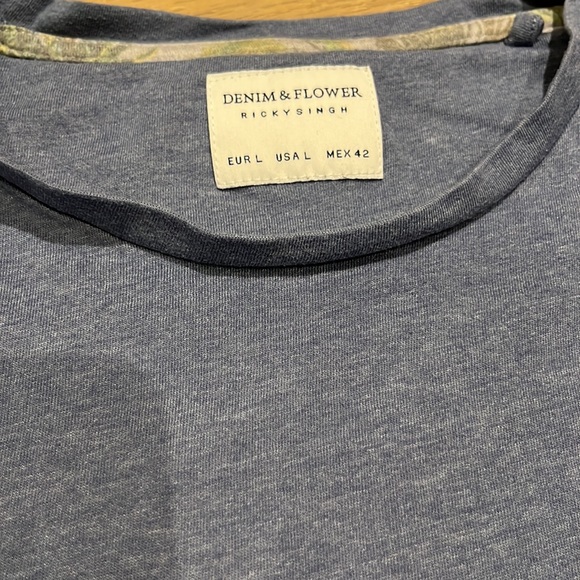 DENIM & FLOWER
RICKYSINGH
EUR L USA L MEX 42